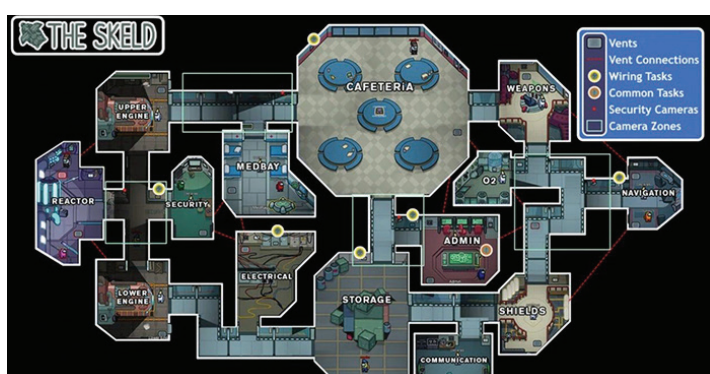 THE SKELD
Vents
Vent Connections
Wiring Tasks
Common Tasks
Security Cameras
Camera Zones
CAFETERiA
WEAPONS
UPPER
ENGINE
MEDBAY
O2
REACTOR
SECURITY
NAVIGATION
ADMIN
ELECTRICAL
LOWER
ENGINE
STORAGE
SHIELDS
COMMUNICATION